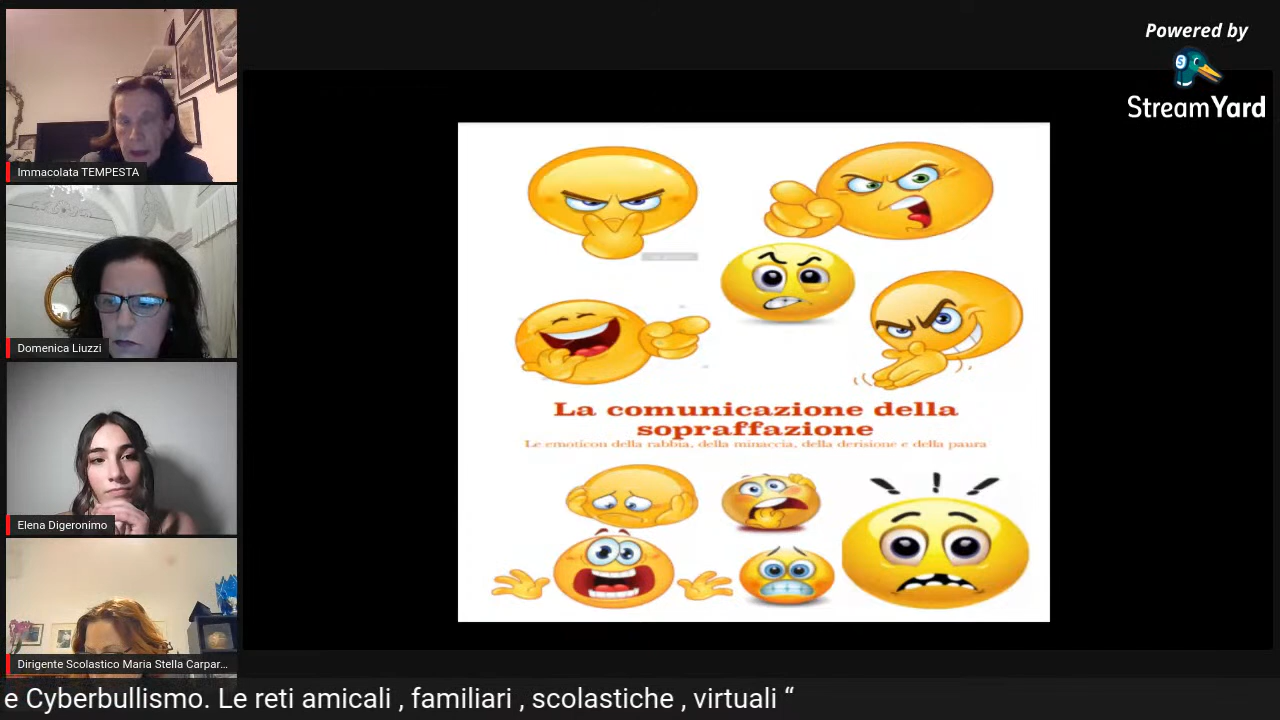 Powered by
StreamYard
Immacolata TEMPESTA
Domenica Liuzzi
Elena Digeronimo
Dirigente Scolastico Maria Stella Carpar...
La comunicazione della
sopraffazione
Le emoticon della rabbia, della minaccia, della derisione e della paura
e Cyberbullismo. Le reti amicali , familiari , scolastiche , virtuali “